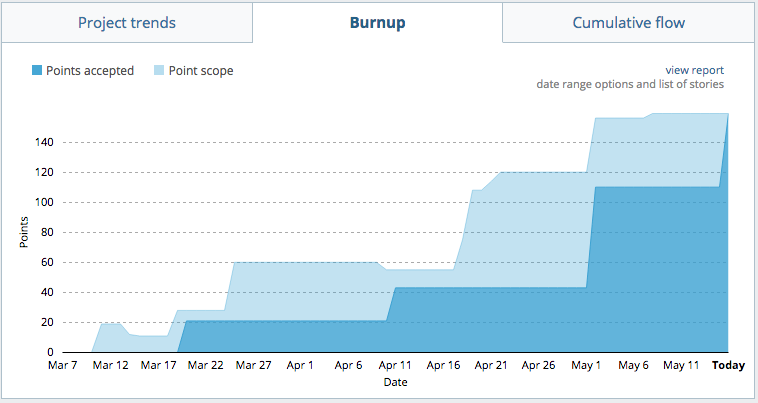 Project trends Burnup Cumulative flow
Points accepted Point scope
view report
date range options and list of stories
140
120
100
80
60
40
20
0
Points
Mar 7 Mar 12 Mar 17 Mar 22 Mar 27 Apr 1 Apr 6 Apr 11 Apr 16 Apr 21 Apr 26 May 1 May 6 May 11 Today
Date